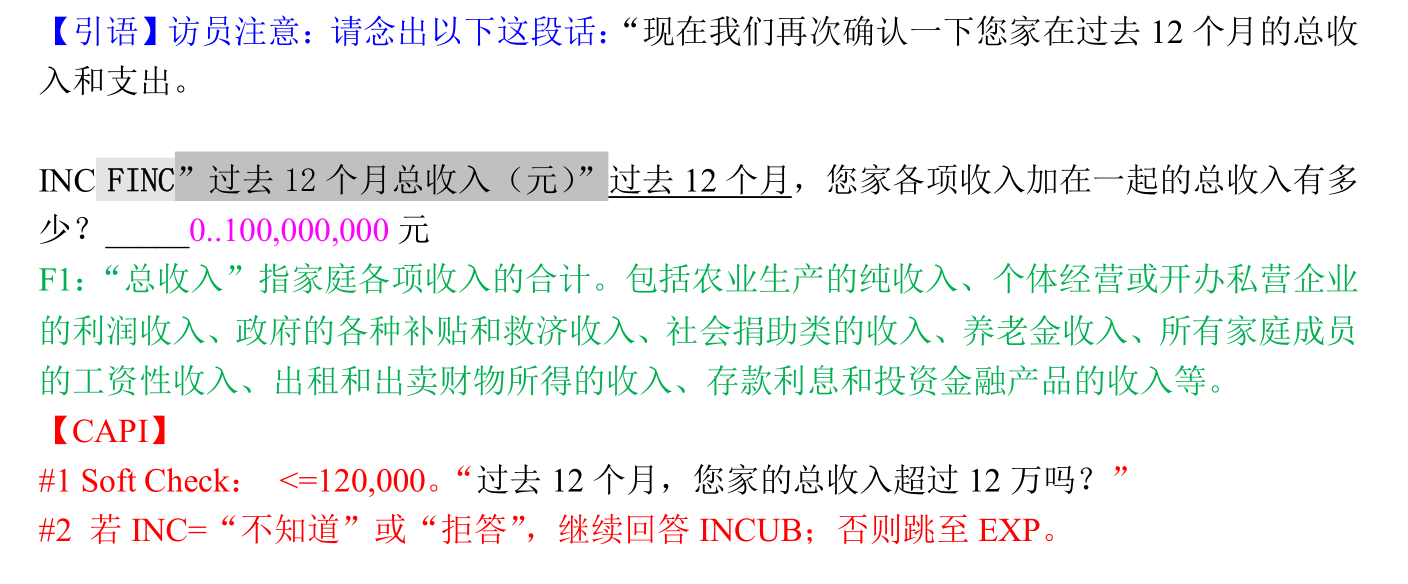 【引语】访员注意：请念出以下这段话：“现在我们再次确认一下您家在过去 12 个月的总收
入和支出。
INC FINC” 过去 12 个月总收入（元）” 过去 12 个月，您家各项收入加在一起的总收入有多
少？_____0..100,000,000 元
F1：“总收入”指家庭各项收入的合计。包括农业生产的纯收入、个体经营或开办私营企业
的利润收入、政府的各种补贴和救济收入、社会捐助类的收入、养老金收入、所有家庭成员
的工资性收入、出租和出卖财物所得的收入、存款利息和投资金融产品的收入等。
【CAPI】
#1 Soft Check： <=120,000。“过去 12 个月，您家的总收入超过 12 万吗？”
#2 若 INC=“不知道”或“拒答”，继续回答 INCUB；否则跳至 EXP。